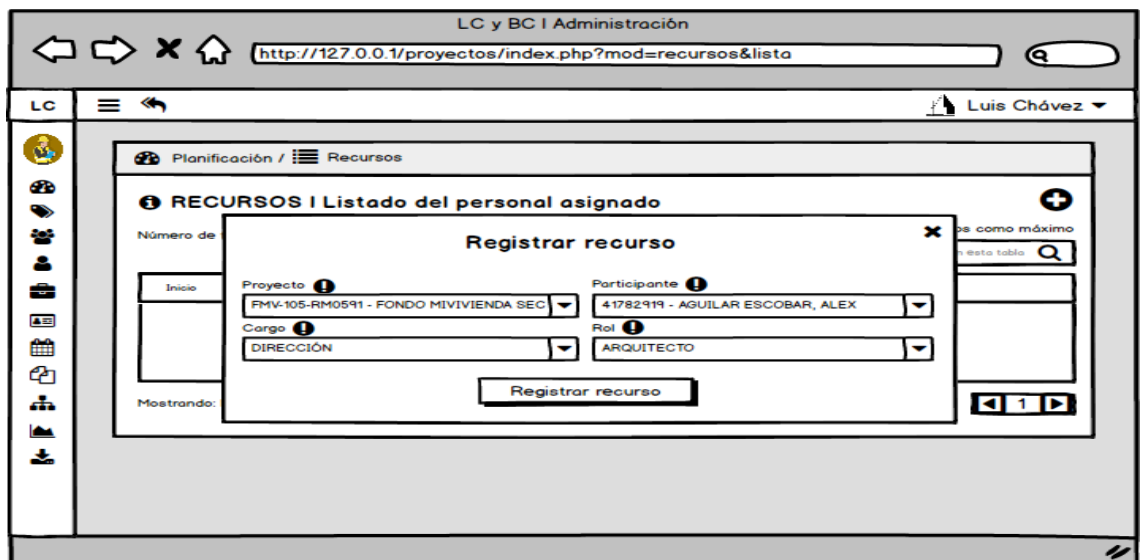 LC y BC I Administración
http://127.0.0.1/proyectos/index.php?mod=recursos&lista
LC
Luis Chávez
Planificación / Recursos
RECURSOS I Listado del personal asignado
Número de
os como máximo
Registrar recurso
en esta tabla
Inicio
Proyecto
Participante
FMV-105-RM0591 - FONDO MIVIVIENDA SEC
41782919 - AGUILAR ESCOBAR, ALEX
Cargo
Rol
DIRECCIÓN
ARQUITECTO
Registrar recurso
Mostrando:
1